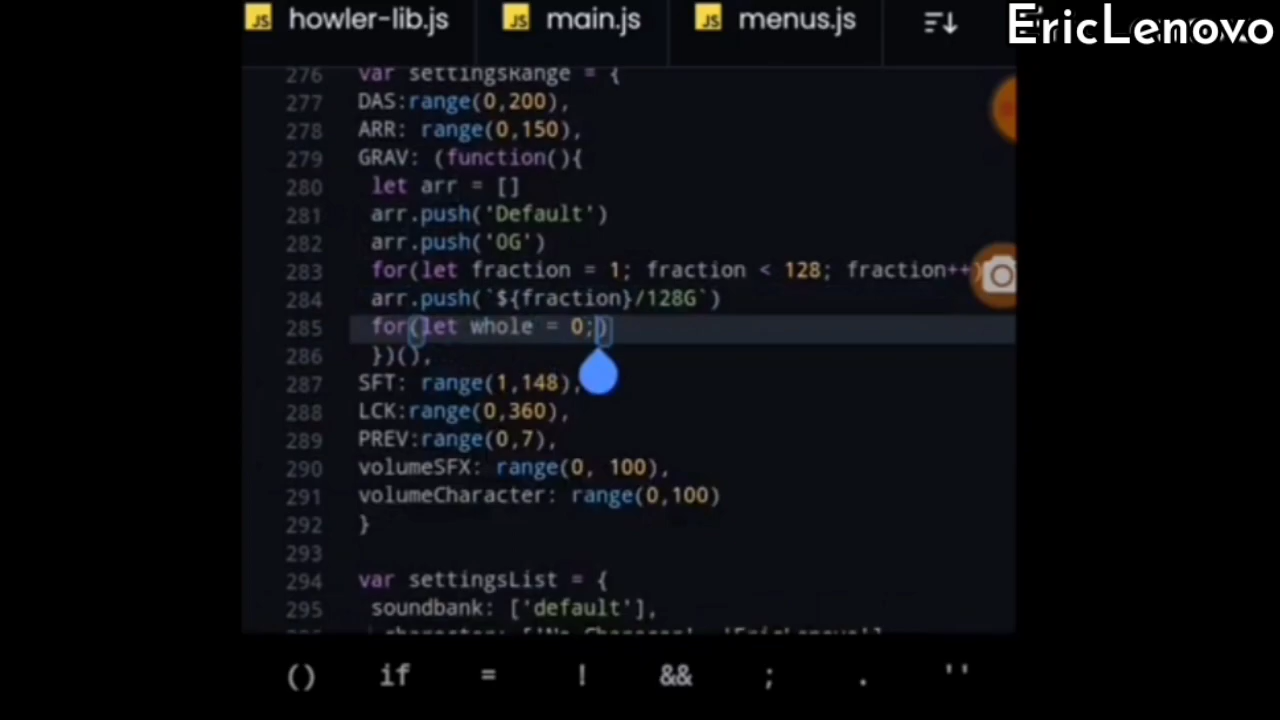 howler-lib.js main.js menus.js EricLenovo
276 var settingsRange = {
277 DAS:range(0,200),
278 ARR: range(0,150),
279 GRAV: (function(){
280 let arr = []
281 arr.push('Default')
282 arr.push('0G')
283 for(let fraction = 1; fraction < 128; fraction++)
284 arr.push(`${fraction}/128G`)
285 for(let whole = 0;)
286 })(),
287 SFT: range(1,148),
288 LCK:range(0,360),
289 PREV:range(0,7),
290 volumeSFX: range(0, 100),
291 volumeCharacter: range(0,100)
292 }
293
294 var settingsList = {
295 soundbank: ['default'],
() if = ! && ; . ''